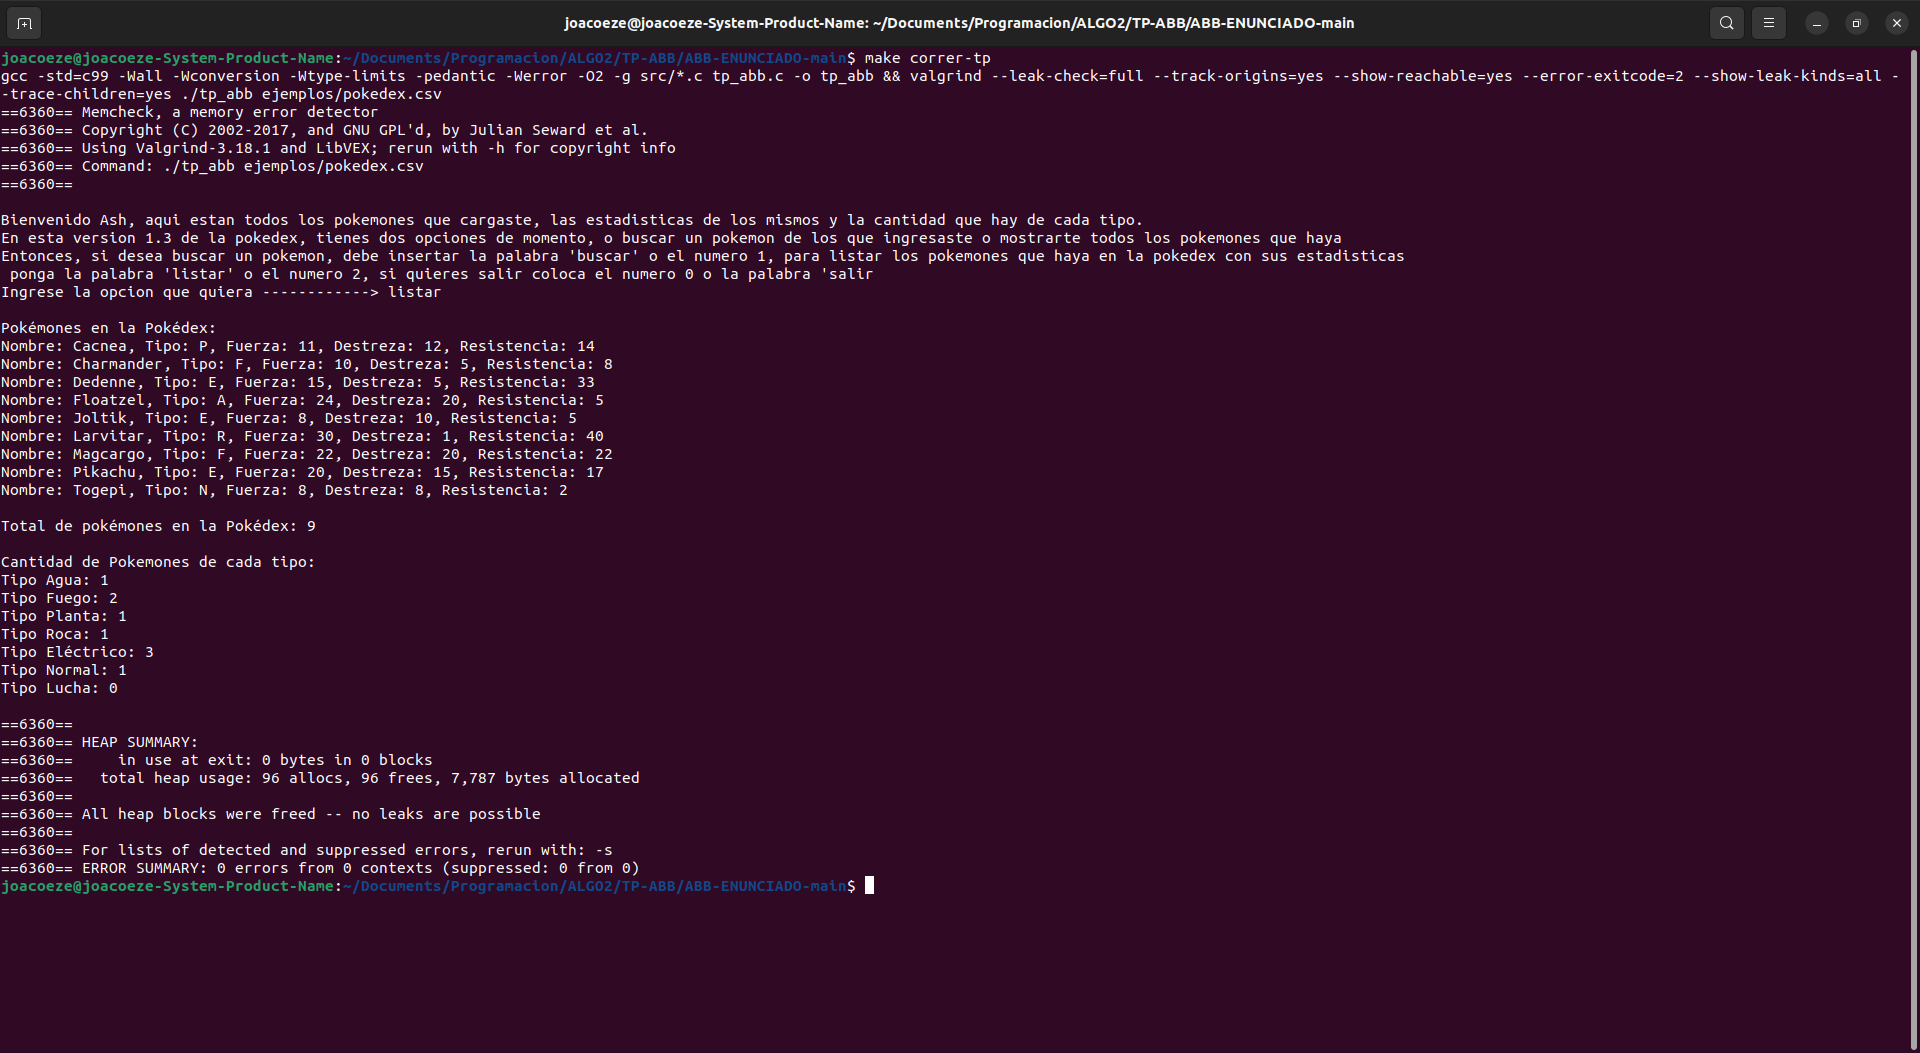 joacoeze@joacoeze-System-Product-Name: ~/Documents/Programacion/ALGO2/TP-ABB/ABB-ENUNCIADO-main
joacoeze@joacoeze-System-Product-Name:~/Documents/Programacion/ALGO2/TP-ABB/ABB-ENUNCIADO-main$ make correr-tp
gcc -std=c99 -Wall -Wconversion -Wtype-limits -pedantic -Werror -O2 -g src/*.c tp_abb.c -o tp_abb && valgrind --leak-check=full --track-origins=yes --show-reachable=yes --error-exitcode=2 --show-leak-kinds=all -
-trace-children=yes ./tp_abb ejemplos/pokedex.csv
==6360== Memcheck, a memory error detector
==6360== Copyright (C) 2002-2017, and GNU GPL'd, by Julian Seward et al.
==6360== Using Valgrind-3.18.1 and LibVEX; rerun with -h for copyright info
==6360== Command: ./tp_abb ejemplos/pokedex.csv
==6360==
Bienvenido Ash, aqui estan todos los pokemones que cargaste, las estadisticas de los mismos y la cantidad que hay de cada tipo.
En esta version 1.3 de la pokedex, tienes dos opciones de momento, o buscar un pokemon de los que ingresaste o mostrarte todos los pokemones que haya
Entonces, si desea buscar un pokemon, debe insertar la palabra 'buscar' o el numero 1, para listar los pokemones que haya en la pokedex con sus estadisticas
 ponga la palabra 'listar' o el numero 2, si quieres salir coloca el numero 0 o la palabra 'salir
Ingrese la opcion que quiera ------------> listar
Pokémones en la Pokédex:
Nombre: Cacnea, Tipo: P, Fuerza: 11, Destreza: 12, Resistencia: 14
Nombre: Charmander, Tipo: F, Fuerza: 10, Destreza: 5, Resistencia: 8
Nombre: Dedenne, Tipo: E, Fuerza: 15, Destreza: 5, Resistencia: 33
Nombre: Floatzel, Tipo: A, Fuerza: 24, Destreza: 20, Resistencia: 5
Nombre: Joltik, Tipo: E, Fuerza: 8, Destreza: 10, Resistencia: 5
Nombre: Larvitar, Tipo: R, Fuerza: 30, Destreza: 1, Resistencia: 40
Nombre: Magcargo, Tipo: F, Fuerza: 22, Destreza: 20, Resistencia: 22
Nombre: Pikachu, Tipo: E, Fuerza: 20, Destreza: 15, Resistencia: 17
Nombre: Togepi, Tipo: N, Fuerza: 8, Destreza: 8, Resistencia: 2
Total de pokémones en la Pokédex: 9
Cantidad de Pokemones de cada tipo:
Tipo Agua: 1
Tipo Fuego: 2
Tipo Planta: 1
Tipo Roca: 1
Tipo Eléctrico: 3
Tipo Normal: 1
Tipo Lucha: 0
==6360==
==6360== HEAP SUMMARY:
==6360==     in use at exit: 0 bytes in 0 blocks
==6360==   total heap usage: 96 allocs, 96 frees, 7,787 bytes allocated
==6360==
==6360== All heap blocks were freed -- no leaks are possible
==6360==
==6360== For lists of detected and suppressed errors, rerun with: -s
==6360== ERROR SUMMARY: 0 errors from 0 contexts (suppressed: 0 from 0)
joacoeze@joacoeze-System-Product-Name:~/Documents/Programacion/ALGO2/TP-ABB/ABB-ENUNCIADO-main$